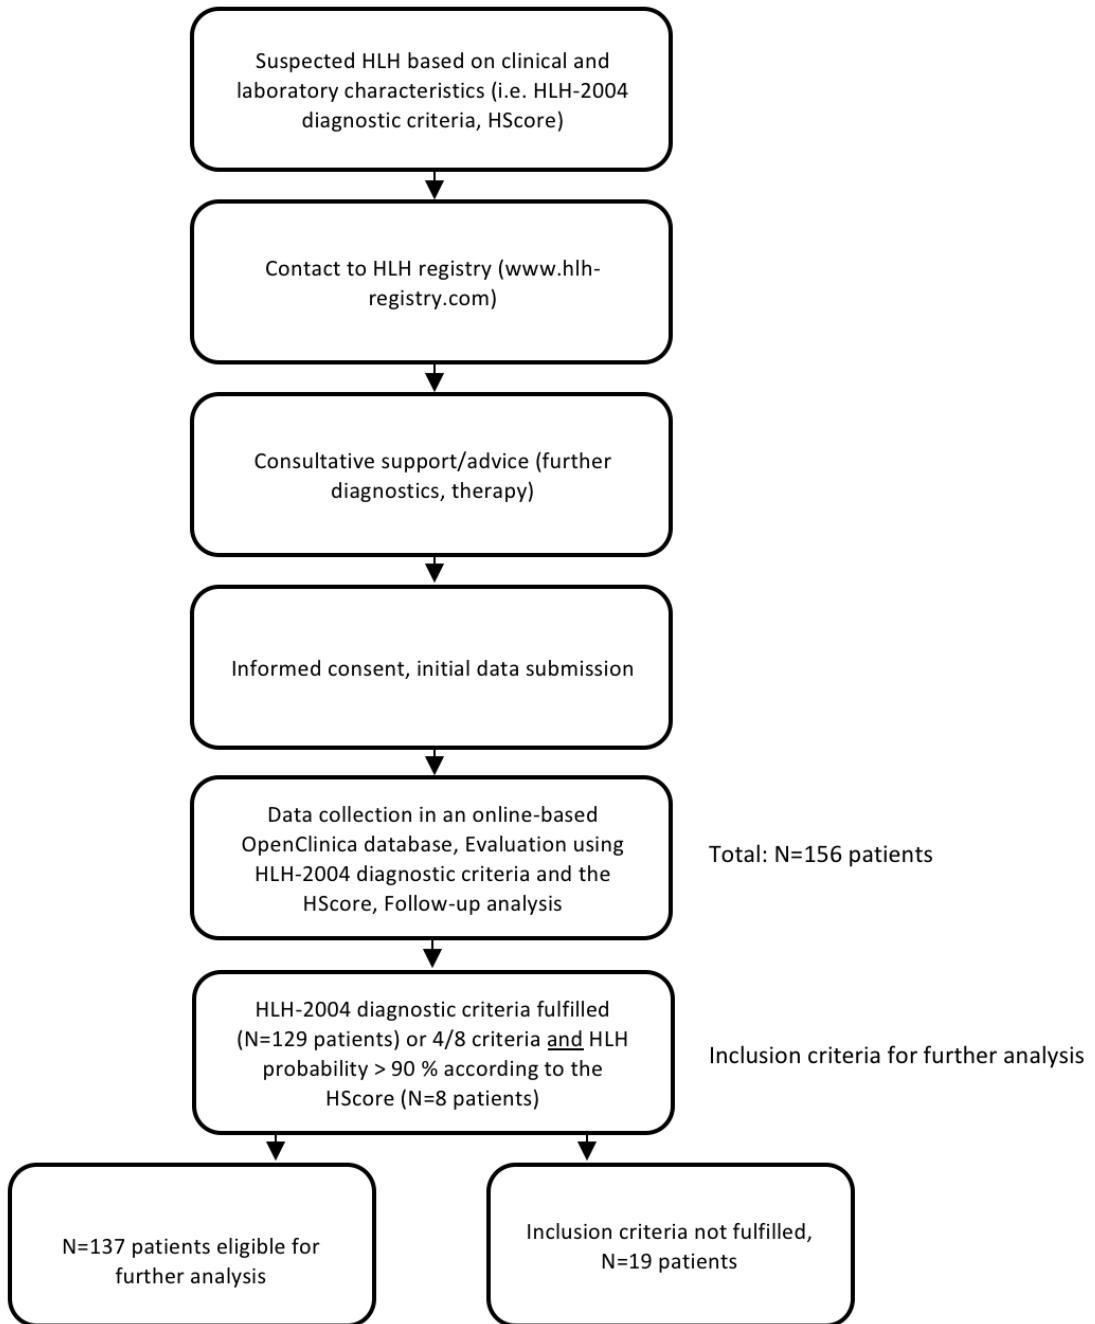 Suspected HLH based on clinical and
laboratory characteristics (i.e. HLH-2004
diagnostic criteria, HScore)
Contact to HLH registry (www.hlh-
registry.com)
Consultative support/advice (further
diagnostics, therapy)
Informed consent, initial data submission
Data collection in an online-based
OpenClinica database, Evaluation using
HLH-2004 diagnostic criteria and the
HScore, Follow-up analysis
Total: N=156 patients
HLH-2004 diagnostic criteria fulfilled
(N=129 patients) or 4/8 criteria and HLH
probability > 90 % according to the
HScore (N=8 patients)
Inclusion criteria for further analysis
N=137 patients eligible for
further analysis
Inclusion criteria not fulfilled,
N=19 patients